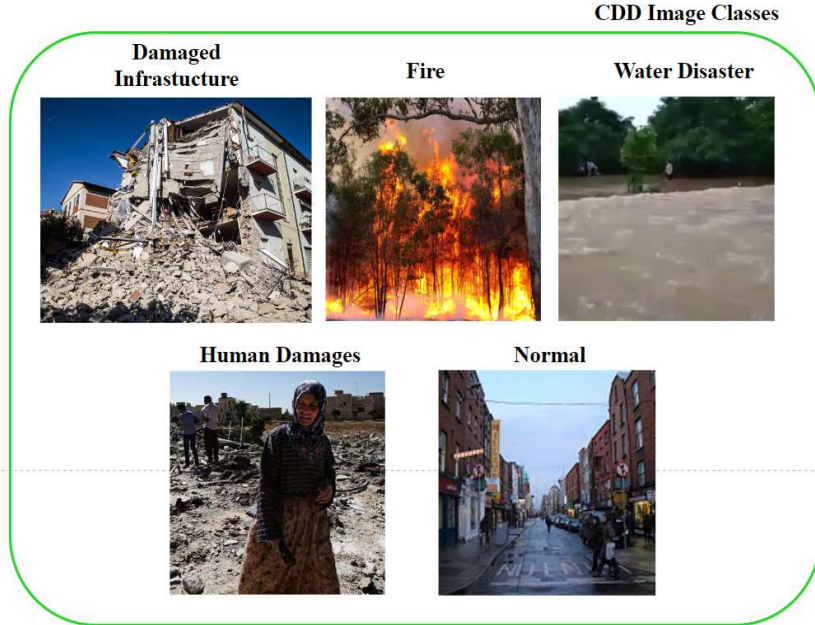 CDD Image Classes
Damaged
Infrastucture
Fire
Water Disaster
Human Damages
Normal